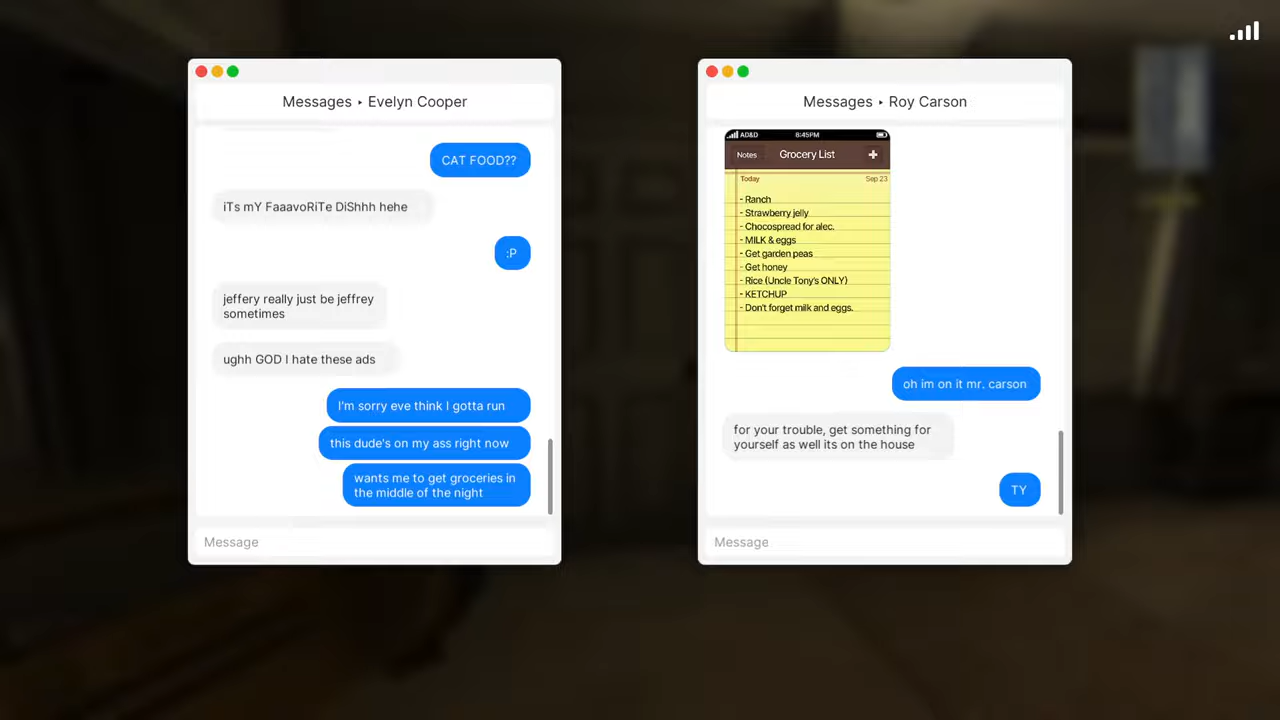 Messages ▸ Evelyn Cooper
CAT FOOD??
iTs mY FaaavoRiTe DiShhh hehe
:P
jeffery really just be jeffrey
sometimes
ughh GOD I hate these ads
I'm sorry eve think I gotta run
this dude's on my ass right now
wants me to get groceries in
the middle of the night
Message
Messages ▸ Roy Carson
AD&D 8:45PM
Notes Grocery List +
Today Sep 23
- Ranch
- Strawberry jelly
- Chocospread for alec.
- MILK & eggs
- Get garden peas
- Get honey
- Rice (Uncle Tony's ONLY)
- KETCHUP
- Don't forget milk and eggs.
oh im on it mr. carson
for your trouble, get something for
yourself as well its on the house
TY
Message